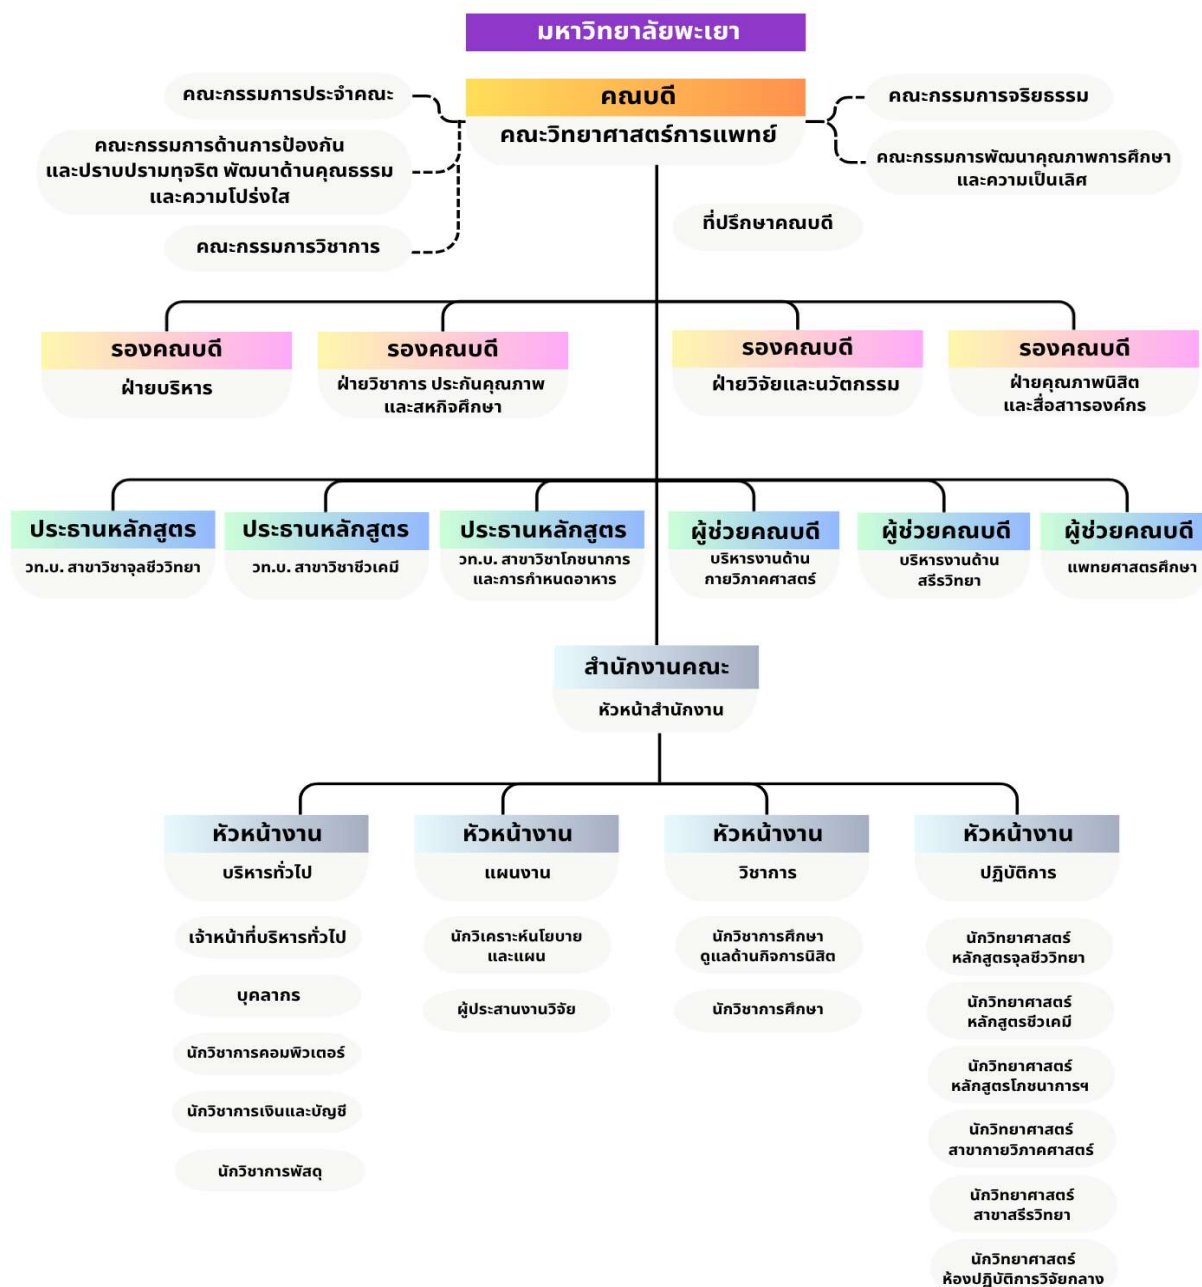 มหาวิทยาลัยพะเยา
คณบดี
คณะวิทยาศาสตร์การแพทย์
คณะกรรมการประจำคณะ
คณะกรรมการด้านการป้องกัน
และปราบปรามทุจริต พัฒนาด้านคุณธรรม
และความโปร่งใส
คณะกรรมการวิชาการ
คณะกรรมการจริยธรรม
คณะกรรมการพัฒนาคุณภาพการศึกษา
และความเป็นเลิศ
ที่ปรึกษาคณบดี
รองคณบดี
ฝ่ายบริหาร
รองคณบดี
ฝ่ายวิชาการ ประกันคุณภาพ
และสหกิจศึกษา
รองคณบดี
ฝ่ายวิจัยและนวัตกรรม
รองคณบดี
ฝ่ายคุณภาพนิสิต
และสื่อสาารองค์กร
ประธานหลักสูตร
วท.บ. สาขาวิชาจุลชีววิทยา
ประธานหลักสูตร
วท.บ. สาขาวิชาชีวเคมี
ประธานหลักสูตร
วท.บ. สาขาวิชาโภชนาการ
และการกำหนดอาหาร
ผู้ช่วยคณบดี
บริหารงานด้าน
กายวิภาคศาสตร์
ผู้ช่วยคณบดี
บริหารงานด้าน
สรีรวิทยา
ผู้ช่วยคณบดี
แพทยศาสตรศึกษา
สำนักงานคณะ
หัวหน้าสำนักงาน
หัวหน้างาน
บริหารทั่วไป
เจ้าหน้าที่บริหารทั่วไป
บุคลากร
นักวิชาการคอมพิวเตอร์
นักวิชาการเงินและบัญชี
นักวิชาการพัสดุ
หัวหน้างาน
แผนงาน
นักวิเคราะห์นโยบาย
และแผน
ผู้ประสานงานวิจัย
หัวหน้างาน
วิชาการ
นักวิชาการศึกษา
ดูแลด้านกิจการนิสิต
นักวิชาการศึกษา
หัวหน้างาน
ปฏิบัติการ
นักวิทยาศาสตร์
หลักสูตรจุลชีววิทยา
นักวิทยาศาสตร์
หลักสูตรชีวเคมี
นักวิทยาศาสตร์
หลักสูตรโภชนาการฯ
นักวิทยาศาสตร์
สาขากายวิภาคศาสตร์
นักวิทยาศาสตร์
สาขาสรีรวิทยา
นักวิทยาศาสตร์
ห้องปฏิบัติการวิจัยกลาง